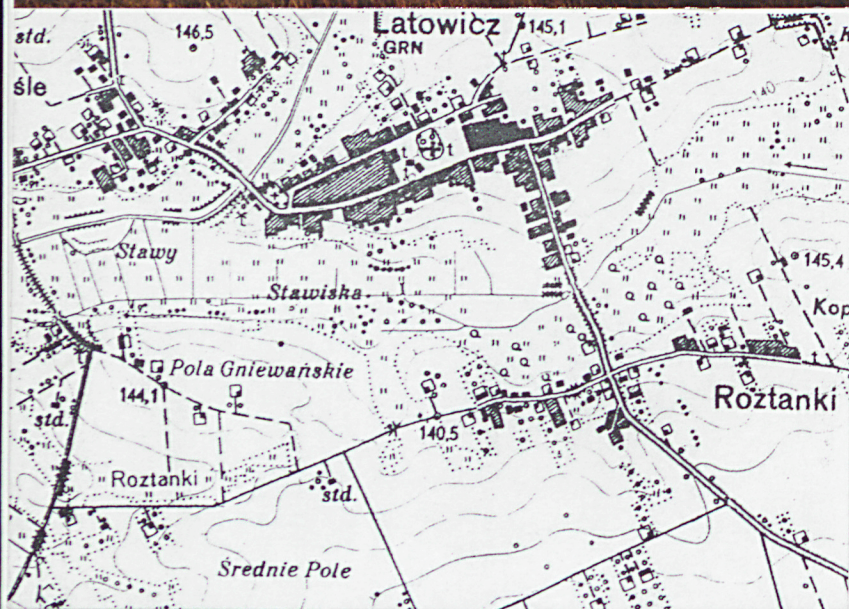 std.
146,5
Latowicz
GRN
145,1
śle
140
t
t
Stawy
Stawiska
145,4
Kop
Pola Gniewańskie
144,1
std.
140,5
t
Roztanki
Roztanki
std.
Średnie Pole